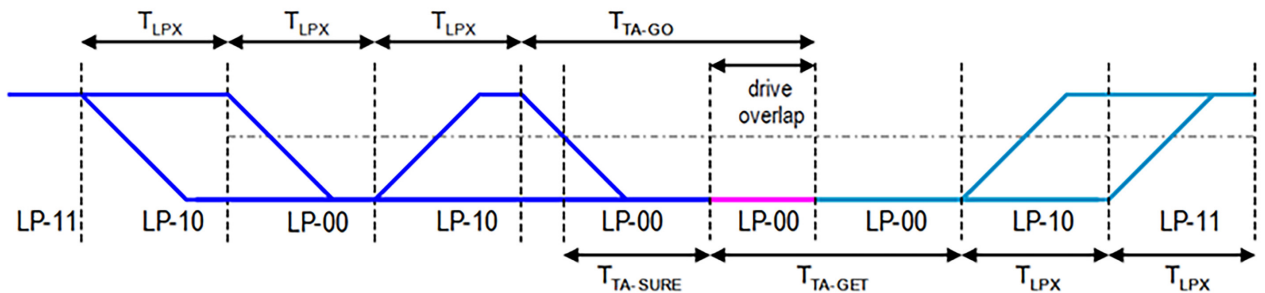 TLPX TLPX TLPX TTA-GO
drive
overlap
LP-11 LP-10 LP-00 LP-10 LP-00 LP-00 LP-00 LP-10 LP-11
TTA-SURE TTA-GET TLPX TLPX